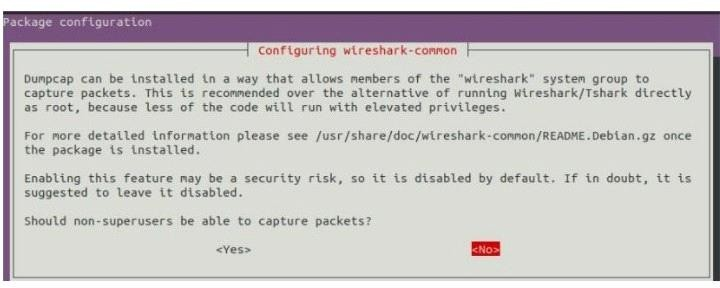 Package configuration
Configuring wireshark-common
Dumpcap can be installed in a way that allows members of the "wireshark" system group to
capture packets. This is recommended over the alternative of running Wireshark/Tshark directly
as root, because less of the code will run with elevated privileges.
For more detailed information please see /usr/share/doc/wireshark-common/README.Debian.gz once
the package is installed.
Enabling this feature may be a security risk, so it is disabled by default. If in doubt, it is
suggested to leave it disabled.
Should non-superusers be able to capture packets?
<Yes> <No>